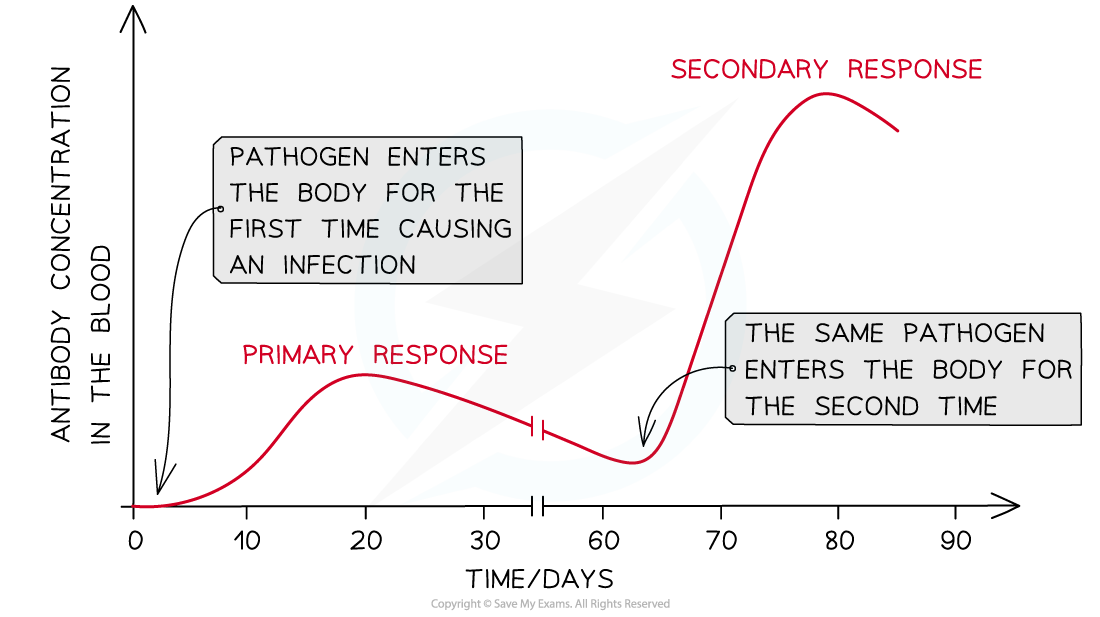 ANTIBODY CONCENTRATION
IN THE BLOOD
SECONDARY RESPONSE
PATHOGEN ENTERS
THE BODY FOR THE
FIRST TIME CAUSING
AN INFECTION
PRIMARY RESPONSE
THE SAME PATHOGEN
ENTERS THE BODY FOR
THE SECOND TIME
0 10 20 30 60 70 80 90
TIME/DAYS
Copyright © Save My Exams. All Rights Reserved